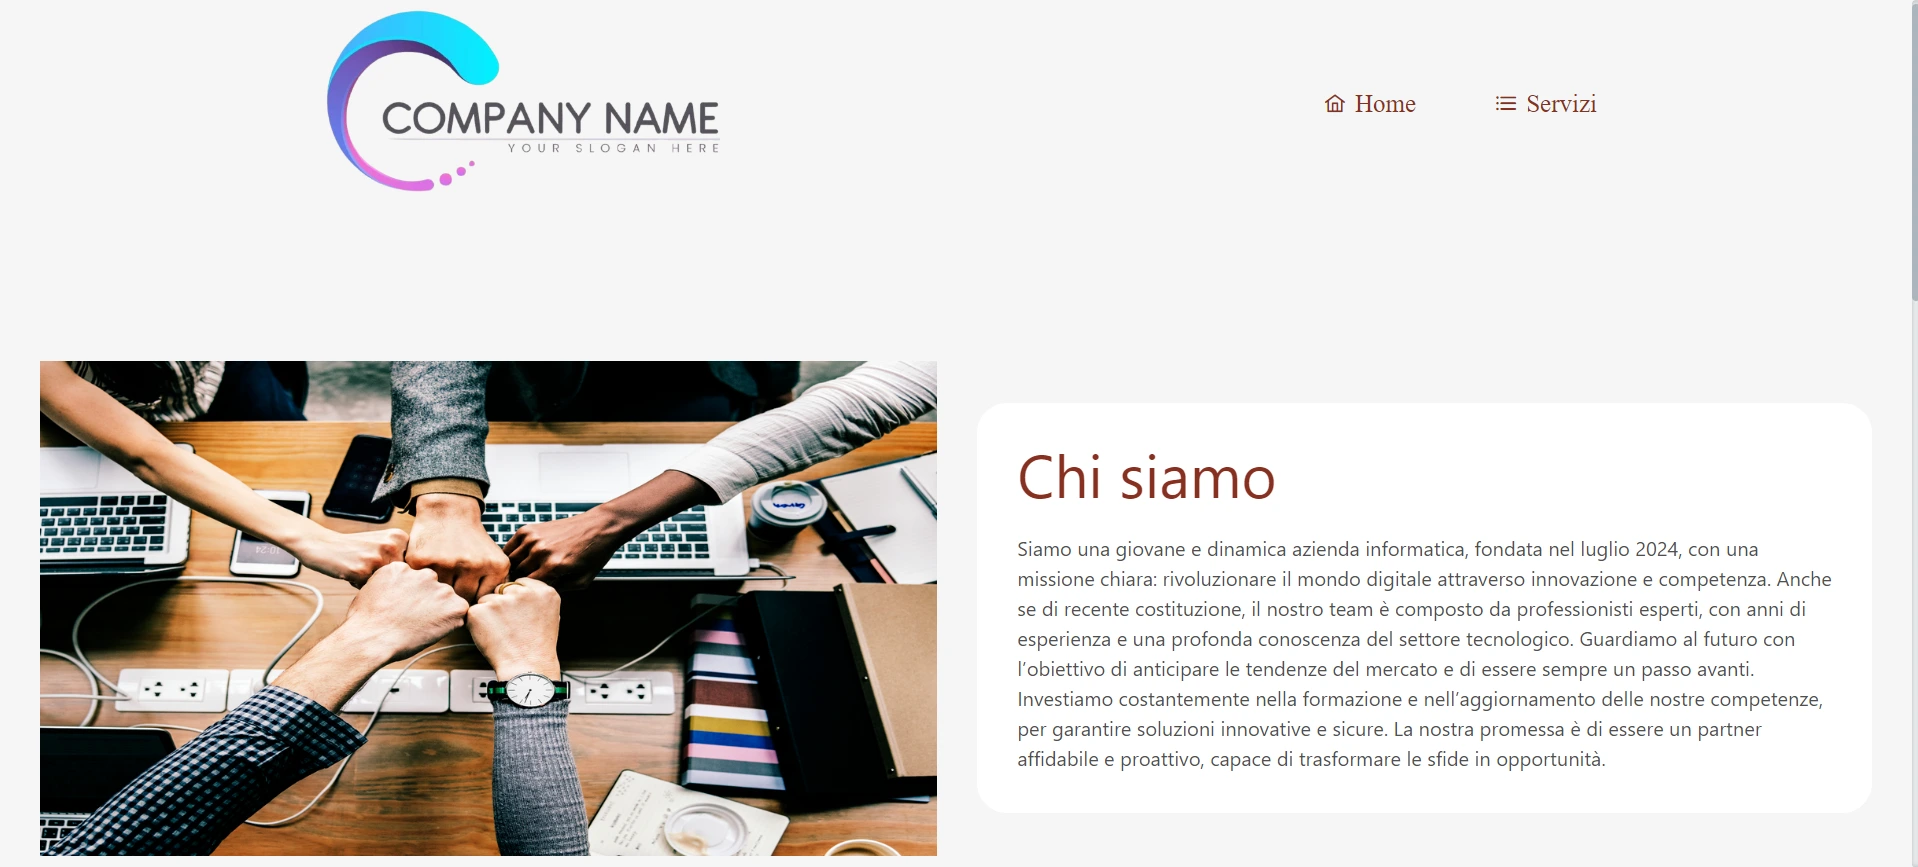 COMPANY NAME
YOUR SLOGAN HERE
Home
Servizi
Chi siamo
Siamo una giovane e dinamica azienda informatica, fondata nel luglio 2024, con una
missione chiara: rivoluzionare il mondo digitale attraverso innovazione e competenza. Anche
se di recente costituzione, il nostro team è composto da professionisti esperti, con anni di
esperienza e una profonda conoscenza del settore tecnologico. Guardiamo al futuro con
l’obiettivo di anticipare le tendenze del mercato e di essere sempre un passo avanti.
Investiamo costantemente nella formazione e nell’aggiornamento delle nostre competenze,
per garantire soluzioni innovative e sicure. La nostra promessa è di essere un partner
affidabile e proattivo, capace di trasformare le sfide in opportunità.